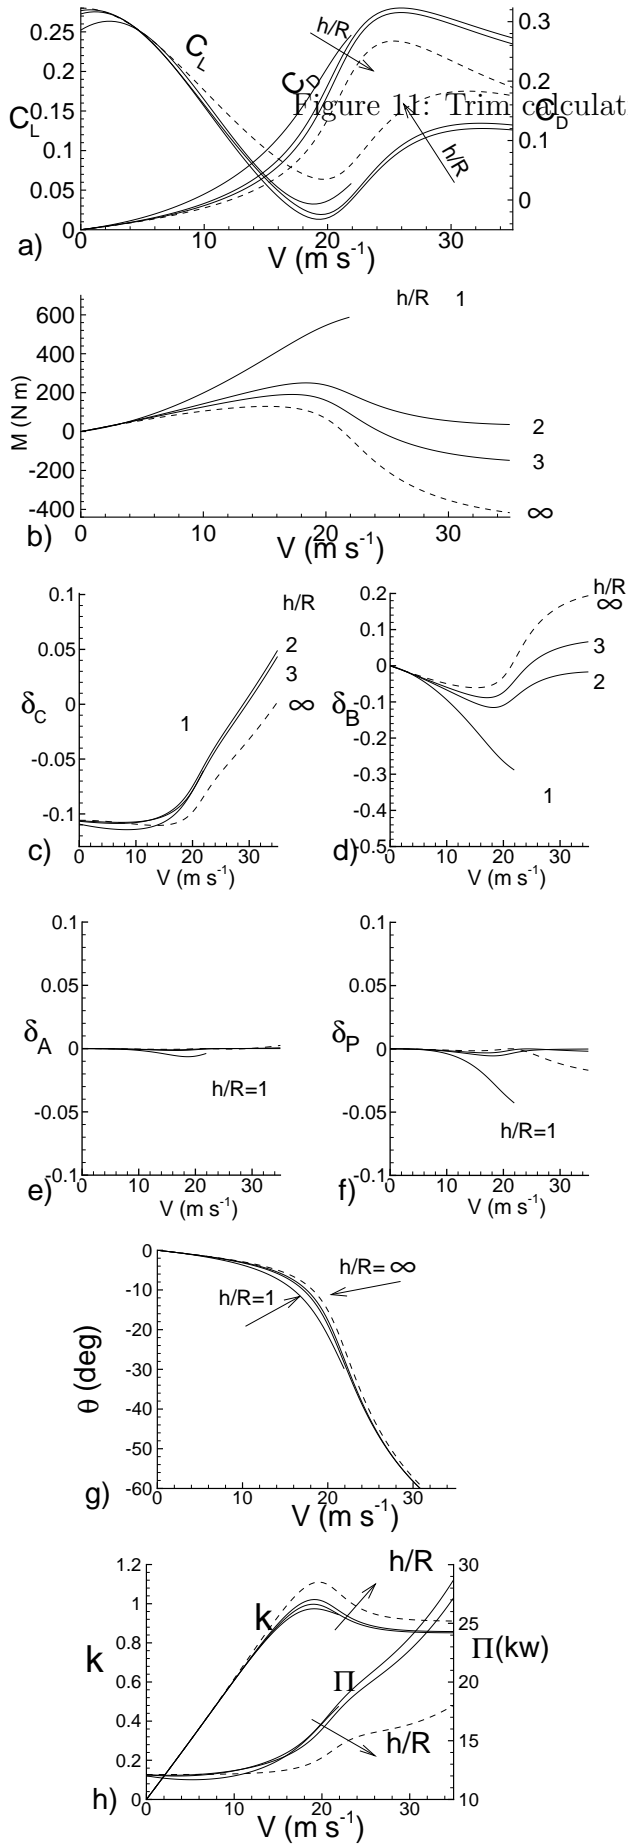 0.28
0.25
0.2
0.15
0.1
0.05
0
C_L
C_L
C_D
h/R
0.3
0.2
0.1
0
C_D
Figure 11: Trim calculat
h/R
0 10 20 30
a)
V (m s⁻¹)
h/R 1
600
400
200
0
-200
-400
M (N m)
2
3
∞
0 10 20 30
b)
V (m s⁻¹)
0.1
0.05
0
-0.05
-0.1
δ_C
h/R
2
3
∞
1
0 10 20 30
c)
V (m s⁻¹)
0.2
0.1
0
-0.1
-0.2
-0.3
-0.4
-0.5
δ_B
h/R
∞
3
2
1
0 10 20 30
d)
V (m s⁻¹)
0.1
0.05
0
-0.05
-0.1
δ_A
h/R=1
0 10 20 30
e)
V (m s⁻¹)
0.1
0.05
0
-0.05
-0.1
δ_P
h/R=1
0 10 20 30
f)
V (m s⁻¹)
0
-10
-20
-30
-40
-50
-60
θ (deg)
h/R= ∞
h/R=1
0 10 20 30
g)
V (m s⁻¹)
1.2
1
0.8
0.6
0.4
0.2
0
k
k
h/R
Π
h/R
30
25
20
15
10
Π(kw)
0 10 20 30
h)
V (m s⁻¹)